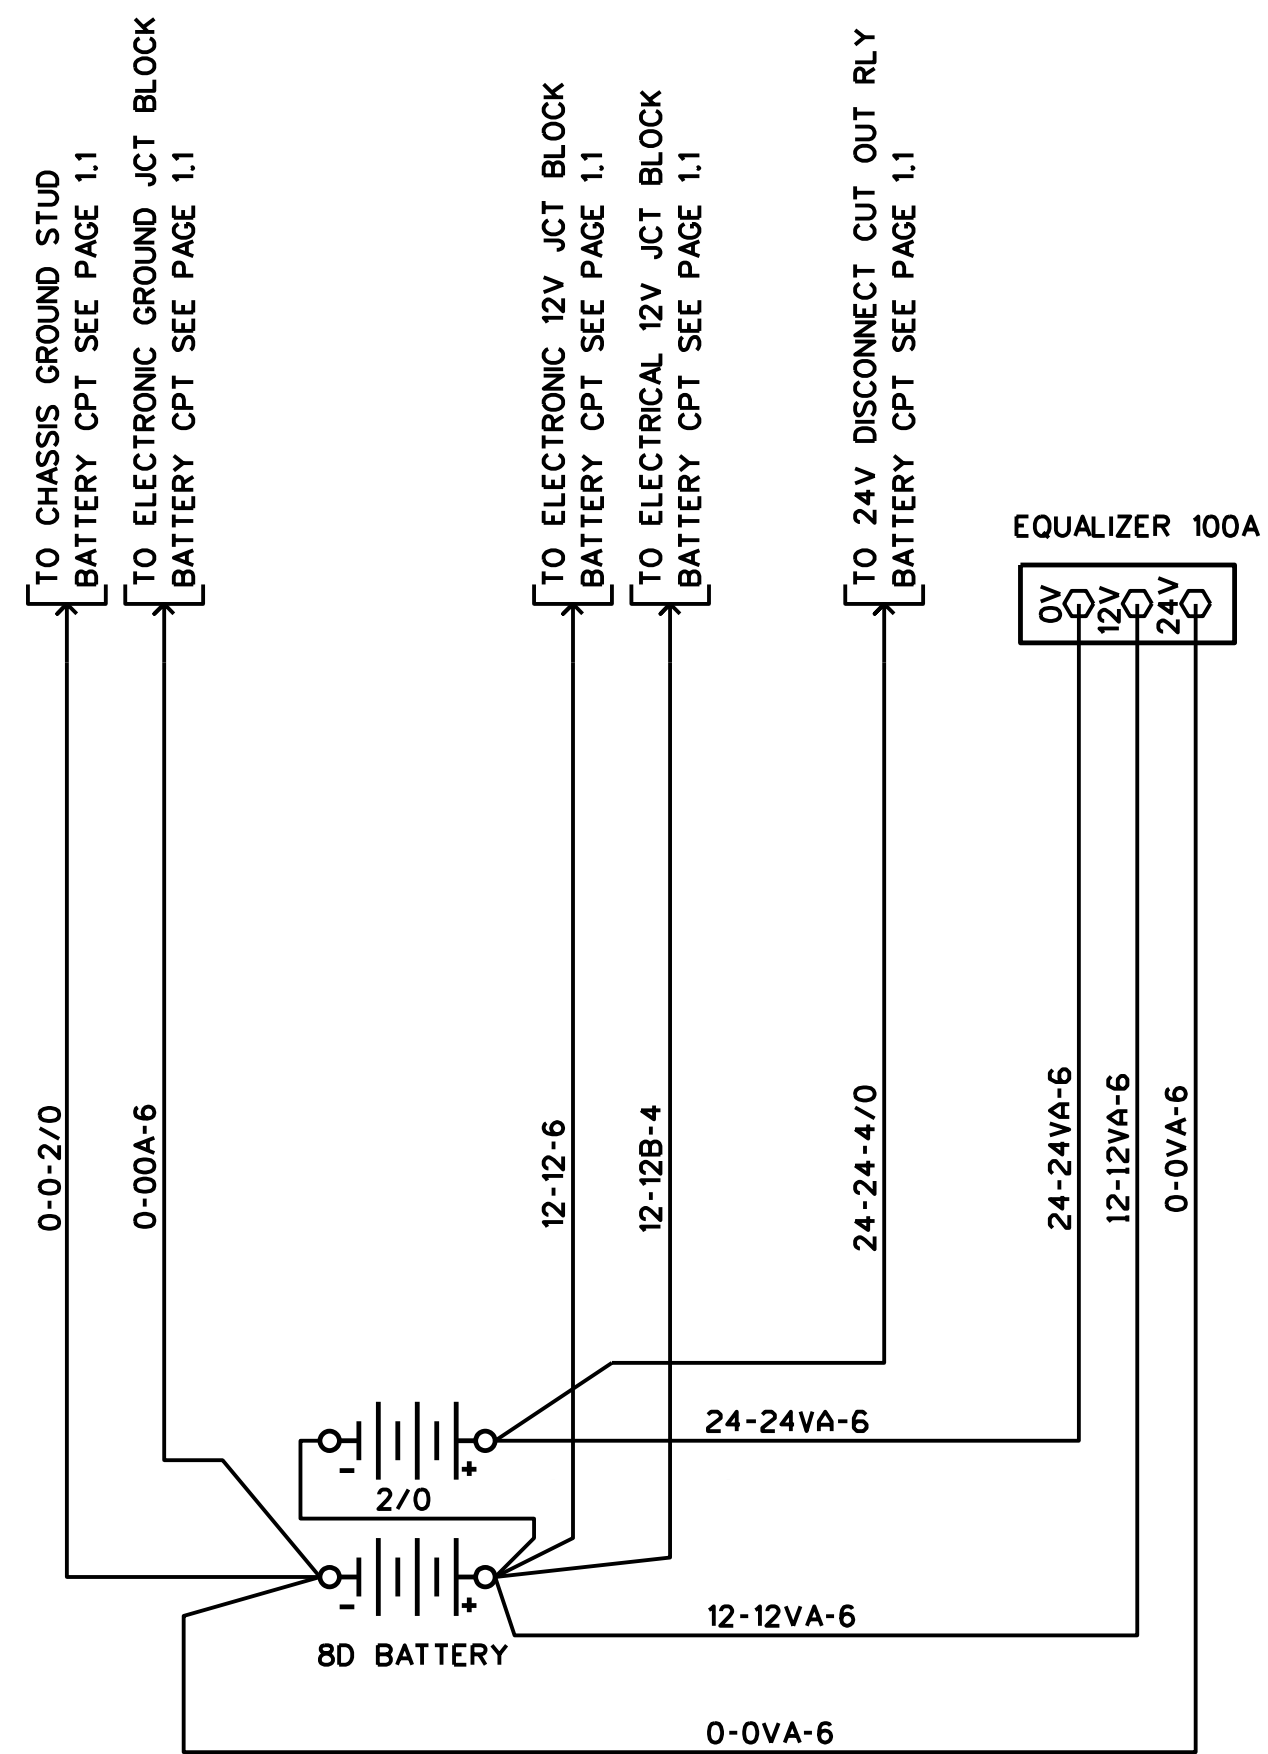 TO CHASSIS GROUND STUD
BATTERY CPT SEE PAGE 1.1
TO ELECTRONIC GROUND JCT BLOCK
BATTERY CPT SEE PAGE 1.1
TO ELECTRONIC 12V JCT BLOCK
BATTERY CPT SEE PAGE 1.1
TO ELECTRICAL 12V JCT BLOCK
BATTERY CPT SEE PAGE 1.1
TO 24V DISCONNECT CUT OUT RLY
BATTERY CPT SEE PAGE 1.1
EQUALIZER 100A
0V
12V
24V
0-0-2/0
0-00A-6
12-12-6
12-12B-4
24-24-4/0
24-24VA-6
12-12VA-6
0-0VA-6
24-24VA-6
- +
2/0
- +
12-12VA-6
8D BATTERY
0-0VA-6